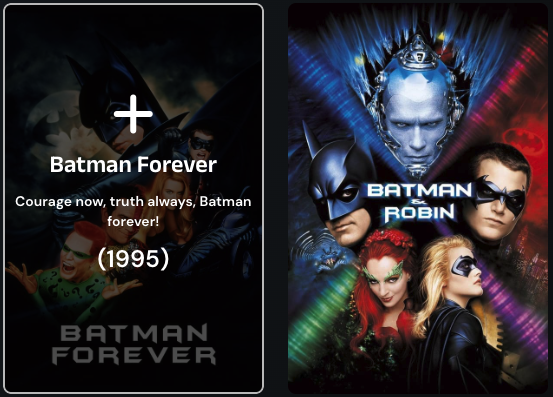 Batman Forever
Courage now, truth always, Batman
forever!
(1995)
BATMAN
FOREVER
BATMAN
&
ROBIN